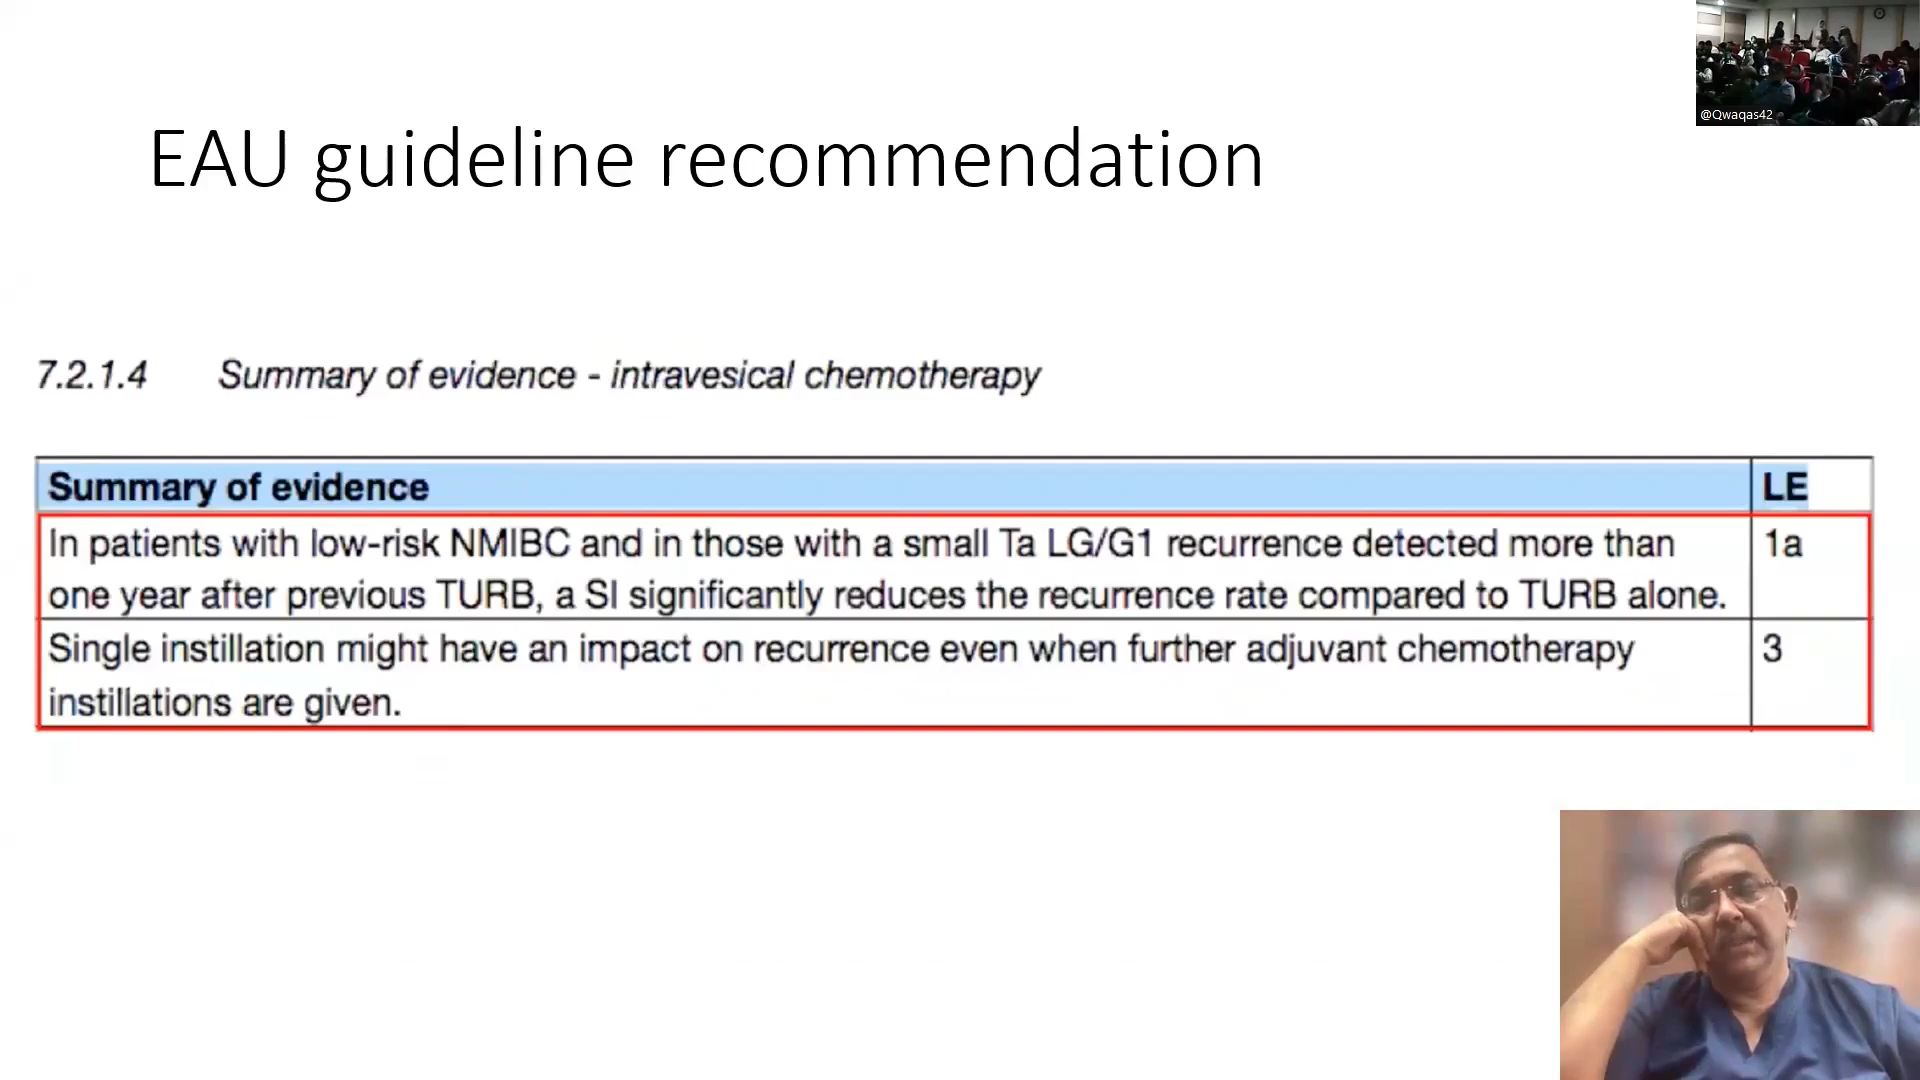 @Qwaqas42
EAU guideline recommendation
7.2.1.4 Summary of evidence - intravesical chemotherapy
Summary of evidence LE
In patients with low-risk NMIBC and in those with a small Ta LG/G1 recurrence detected more than 1a
one year after previous TURB, a SI significantly reduces the recurrence rate compared to TURB alone.
Single instillation might have an impact on recurrence even when further adjuvant chemotherapy 3
instillations are given.